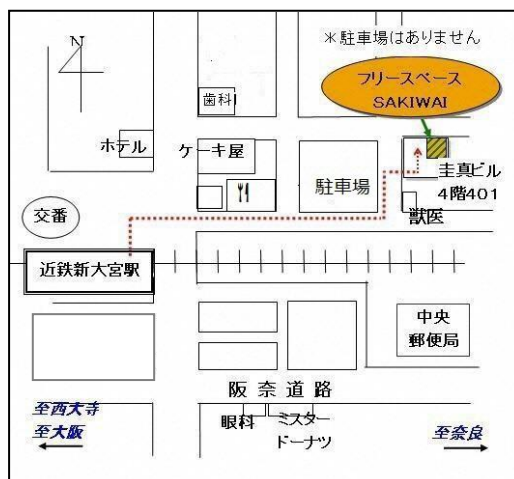 N
＊駐車場はありません
フリースペース
SAKIWAI
歯科
ホテル
ケーキ屋
駐車場
圭真ビル
4階401
獣医
交番
近鉄新大宮駅
中央
郵便局
阪奈道路
眼科
ミスター
ドーナツ
至西大寺
至大阪
至奈良